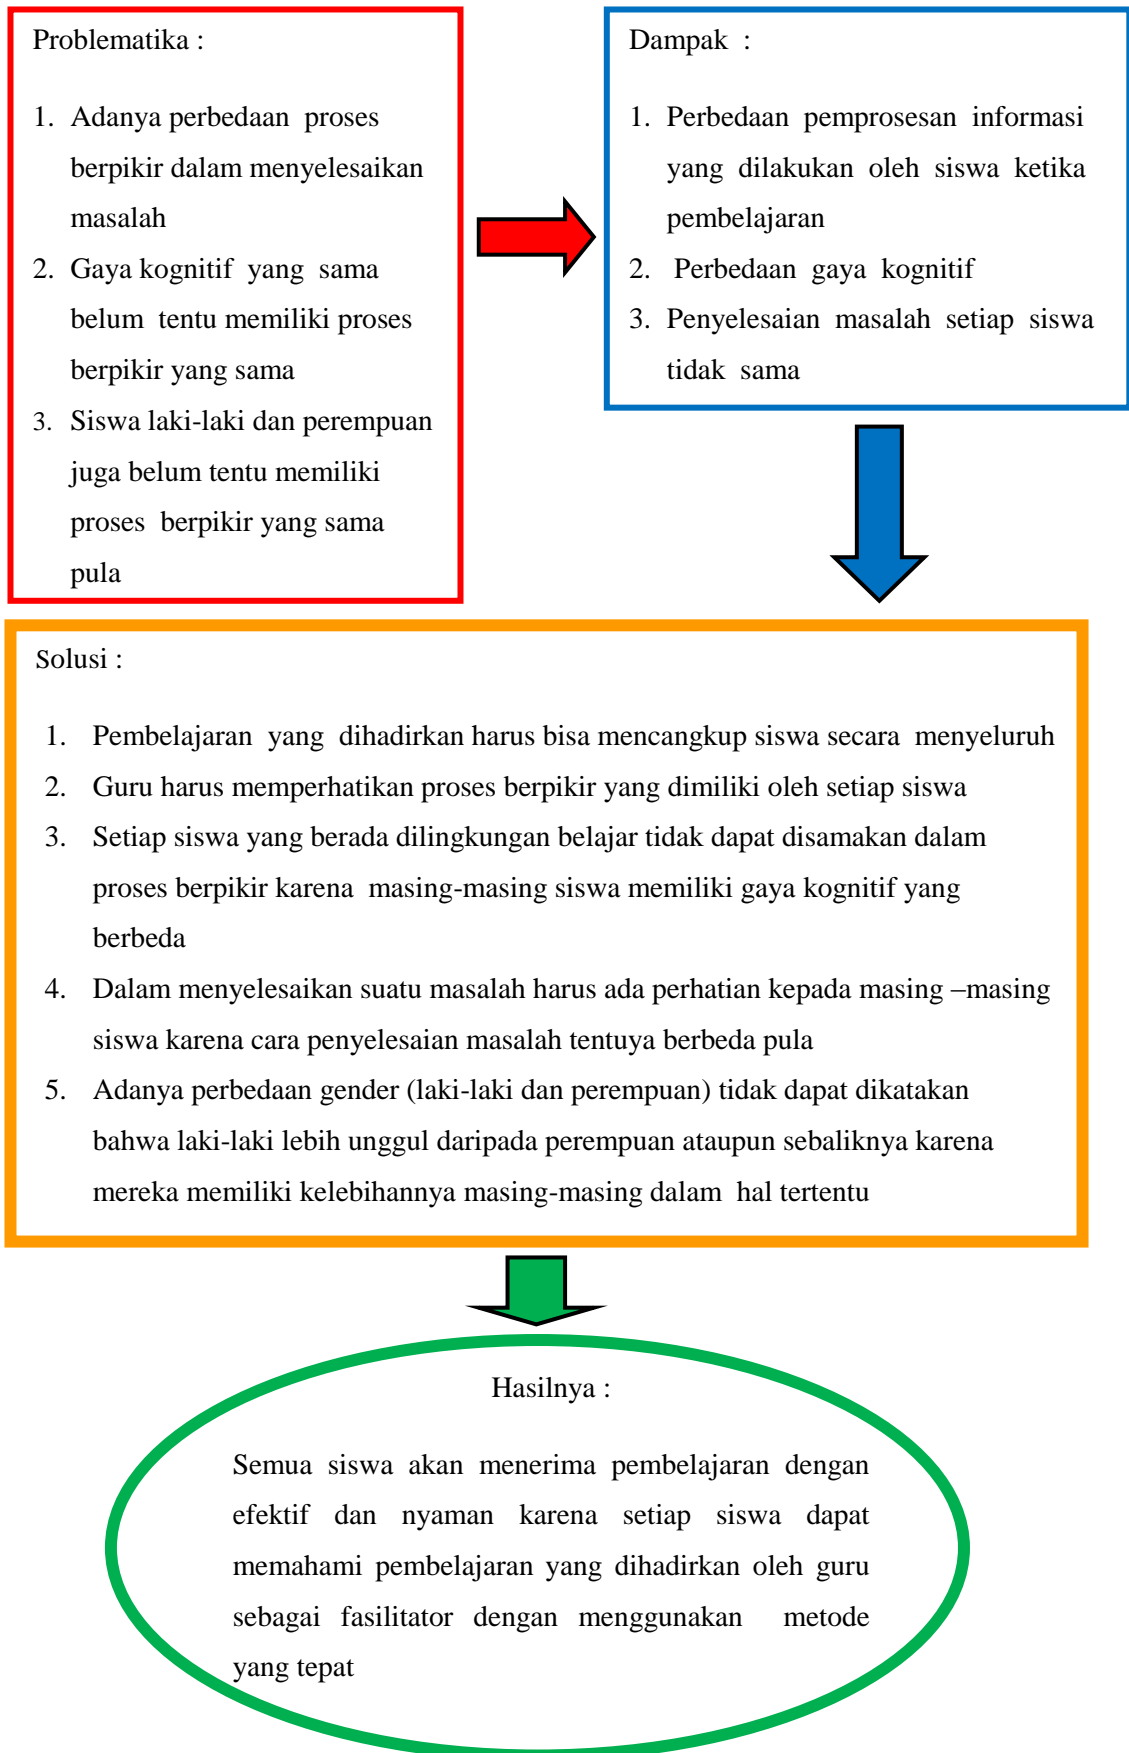 Problematika :
1. Adanya perbedaan proses
berpikir dalam menyelesaikan
masalah
2. Gaya kognitif yang sama
belum tentu memiliki proses
berpikir yang sama
3. Siswa laki-laki dan perempuan
juga belum tentu memiliki
proses berpikir yang sama
pula
Dampak :
1. Perbedaan pemprosesan informasi
yang dilakukan oleh siswa ketika
pembelajaran
2. Perbedaan gaya kognitif
3. Penyelesaian masalah setiap siswa
tidak sama
Solusi :
1. Pembelajaran yang dihadirkan harus bisa mencangkup siswa secara menyeluruh
2. Guru harus memperhatikan proses berpikir yang dimiliki oleh setiap siswa
3. Setiap siswa yang berada dilingkungan belajar tidak dapat disamakan dalam
proses berpikir karena masing-masing siswa memiliki gaya kognitif yang
berbeda
4. Dalam menyelesaikan suatu masalah harus ada perhatian kepada masing –masing
siswa karena cara penyelesaian masalah tentuya berbeda pula
5. Adanya perbedaan gender (laki-laki dan perempuan) tidak dapat dikatakan
bahwa laki-laki lebih unggul daripada perempuan ataupun sebaliknya karena
mereka memiliki kelebihannya masing-masing dalam hal tertentu
Hasilnya :
Semua siswa akan menerima pembelajaran dengan
efektif dan nyaman karena setiap siswa dapat
memahami pembelajaran yang dihadirkan oleh guru
sebagai fasilitator dengan menggunakan metode
yang tepat